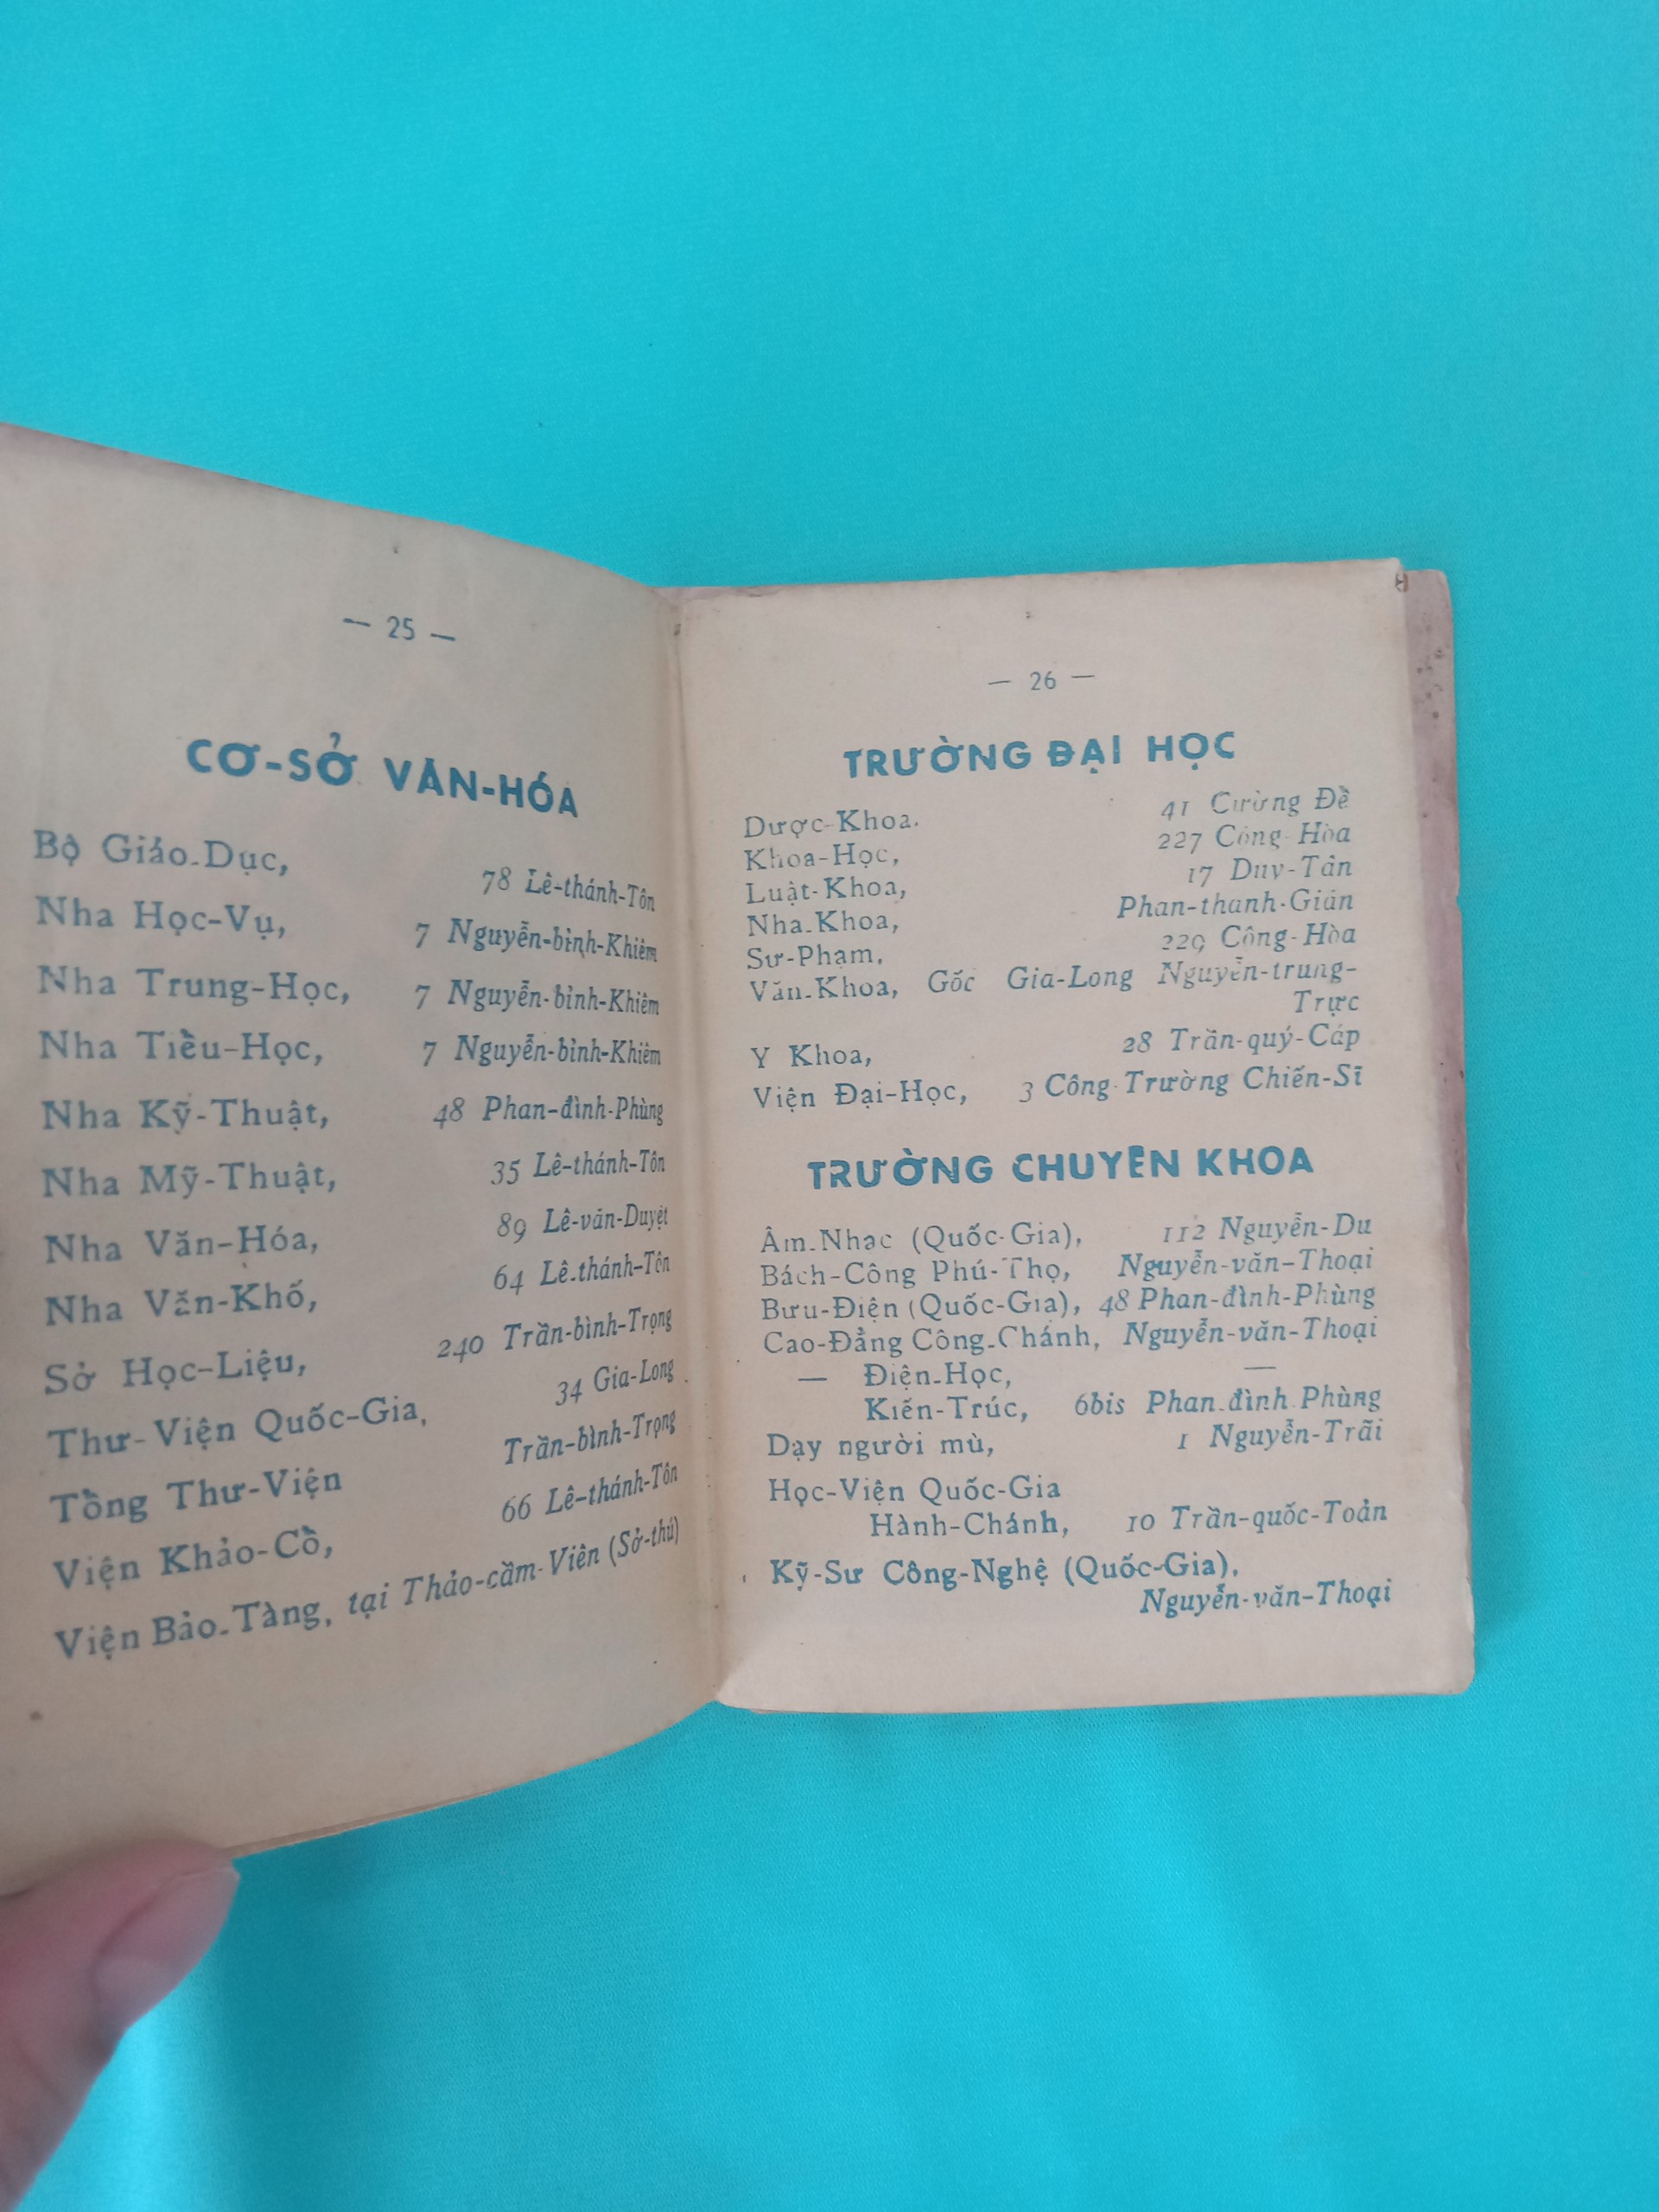 — 25 —
CƠ-SỞ VĂN-HÓA
Bộ Giáo-Dục, 78 Lê-thánh-Tôn
Nha Học-Vụ, 7 Nguyễn-bỉnh-Khiêm
Nha Trung-Học, 7 Nguyễn-bỉnh-Khiêm
Nha Tiểu-Học, 7 Nguyễn-bỉnh-Khiêm
Nha Kỹ-Thuật, 48 Phan-đình-Phùng
Nha Mỹ-Thuật, 35 Lê-thánh-Tôn
Nha Văn-Hóa, 89 Lê-văn-Duyệt
Nha Văn-Khố, 64 Lê-thánh-Tôn
Sở Học-Liệu, 240 Trần-bình-Trọng
Thư-Viện Quốc-Gia, 34 Gia-Long
Tổng Thư-Viện Trần-bình-Trọng
Viện Khảo-Cổ, 66 Lê-thánh-Tôn
Viện Bảo-Tàng, tại Thảo-cầm-Viên (Sở-thú)
— 26 —
TRƯỜNG ĐẠI HỌC
Dược-Khoa. 41 Cường Để
Khoa-Học, 227 Cộng-Hòa
Luật-Khoa, 17 Duy-Tân
Nha-Khoa, Phan-thanh-Giản
Sư-Phạm, 229 Cộng-Hòa
Văn-Khoa, Gốc Gia-Long Nguyễn-trung-
Trực
Y Khoa, 28 Trần-quý-Cáp
Viện Đại-Học, 3 Công Trường Chiến-Sĩ
TRƯỜNG CHUYÊN KHOA
Âm-Nhạc (Quốc-Gia), 112 Nguyễn-Du
Bách-Công Phú-Thọ, Nguyễn-văn-Thoại
Bưu-Điện (Quốc-Gia), 48 Phan-đình-Phùng
Cao-Đẳng Công-Chánh, Nguyễn-văn-Thoại
— Điện-Học, —
Kiến-Trúc, 6bis Phan-đình Phùng
Dạy người mù, 1 Nguyễn-Trãi
Học-Viện Quốc-Gia
Hành-Chánh, 10 Trần-quốc-Toản
Kỹ-Sư Công-Nghệ (Quốc-Gia),
Nguyễn-văn-Thoại